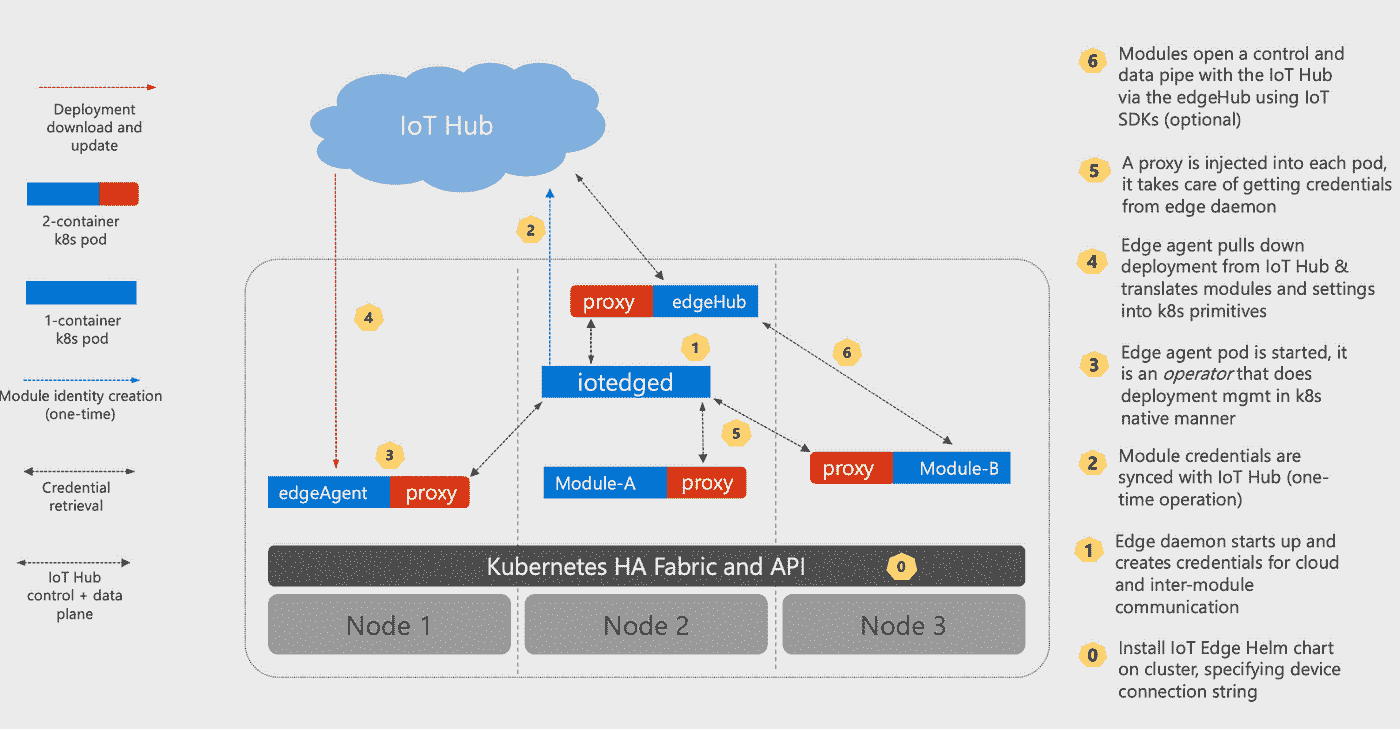 Deployment
download and
update
2-container
k8s pod
1-container
k8s pod
Module identity creation
(one-time)
Credential
retrieval
IoT Hub
control + data
plane
IoT Hub
2
4
proxy edgeHub
1
iotedged
6
3
5
edgeAgent proxy
Module-A proxy
proxy Module-B
Kubernetes HA Fabric and API 0
Node 1
Node 2
Node 3
6 Modules open a control and
data pipe with the IoT Hub
via the edgeHub using IoT
SDKs (optional)
5 A proxy is injected into each pod,
it takes care of getting credentials
from edge daemon
4 Edge agent pulls down
deployment from IoT Hub &
translates modules and settings
into k8s primitives
3 Edge agent pod is started, it
is an operator that does
deployment mgmt in k8s
native manner
2 Module credentials are
synced with IoT Hub (one-
time operation)
1 Edge daemon starts up and
creates credentials for cloud
and inter-module
communication
0 Install IoT Edge Helm chart
on cluster, specifying device
connection string